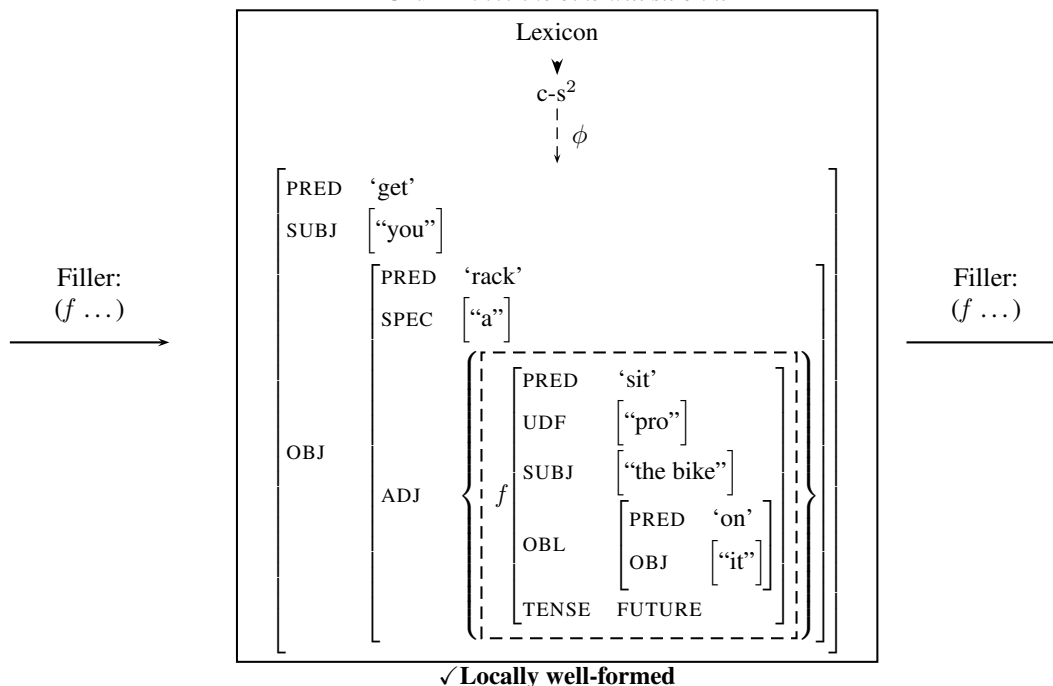 Lexicon
c-s²
ϕ
PRED ‘get’
SUBJ [“you”]
Filler:
(f …)
OBJ
PRED ‘rack’
SPEC [“a”]
ADJ
f
PRED ‘sit’
UDF [“pro”]
SUBJ [“the bike”]
OBL
PRED ‘on’
OBJ [“it”]
TENSE FUTURE
Filler:
(f …)
✓Locally well-formed